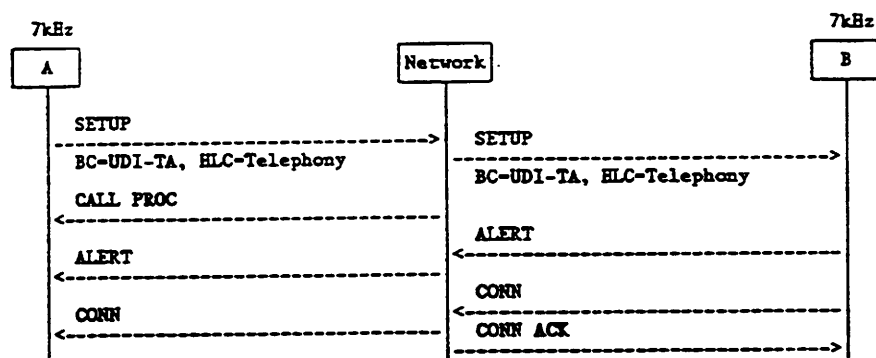 7kHz
7kHz
A
Network
B
SETUP
BC=UDI-TA, HLC=Telephony
SETUP
BC=UDI-TA, HLC=Telephony
CALL PROC
ALERT
ALERT
CONN
CONN
CONN ACK